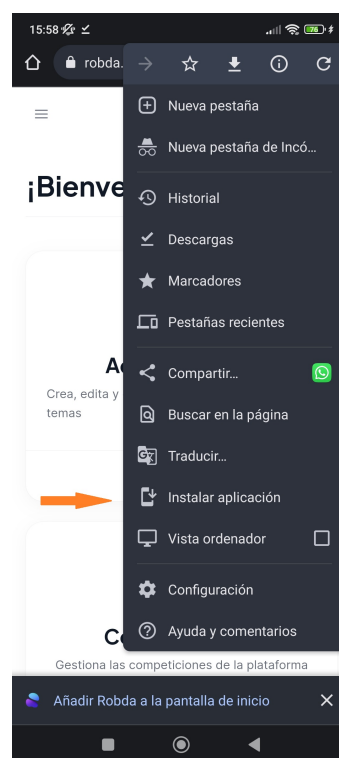 15:58
76
robda.
Nueva pestaña
Nueva pestaña de Incó...
¡Bienve
Historial
Descargas
Marcadores
Pestañas recientes
A
Compartir...
Crea, edita y
temas
Buscar en la página
Traducir...
Instalar aplicación
Vista ordenador
Configuración
Co
Ayuda y comentarios
Gestiona las competiciones de la plataforma
Añadir Robda a la pantalla de inicio